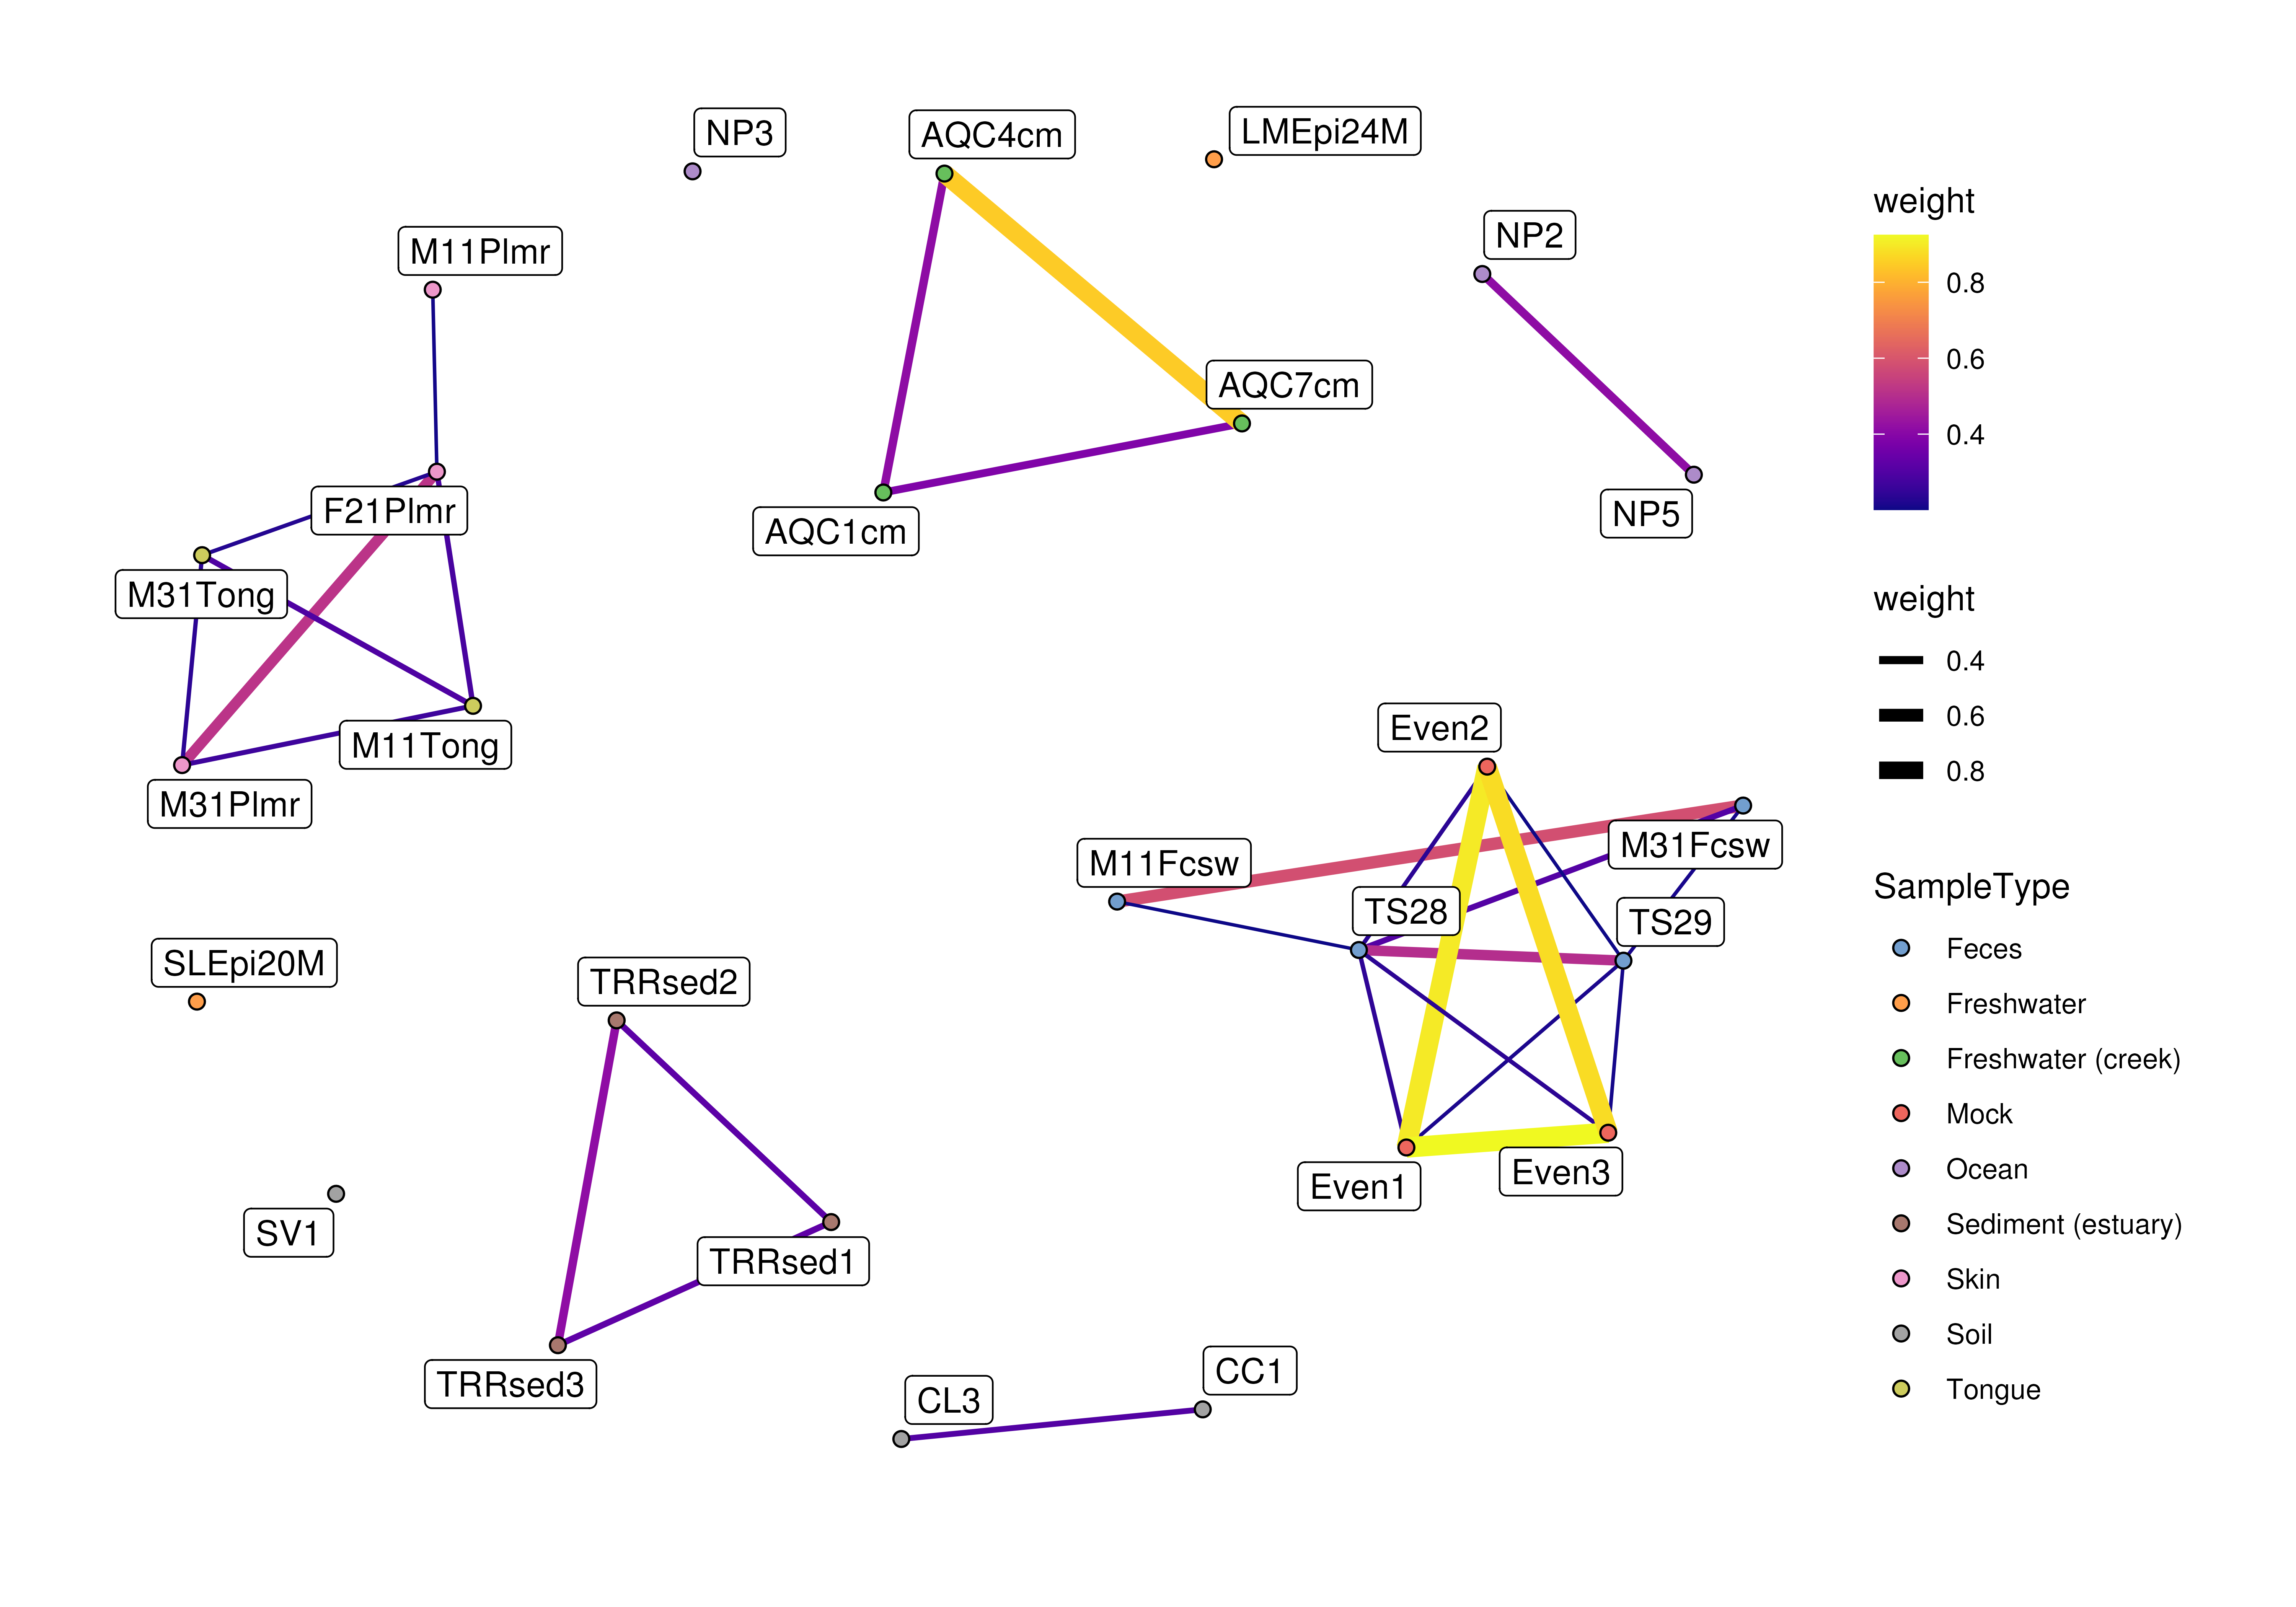 NP3
AQC4cm
LMEpi24M
NP2
M11Plmr
AQC7cm
F21Plmr
NP5
AQC1cm
M31Tong
M11Tong
M31Plmr
Even2
M11Fcsw
M31Fcsw
TS28
TS29
SLEpi20M
TRRsed2
Even3
Even1
SV1
TRRsed1
TRRsed3
CL3
CC1
weight
0.8
0.6
0.4
weight
0.4
0.6
0.8
SampleType
Feces
Freshwater
Freshwater (creek)
Mock
Ocean
Sediment (estuary)
Skin
Soil
Tongue